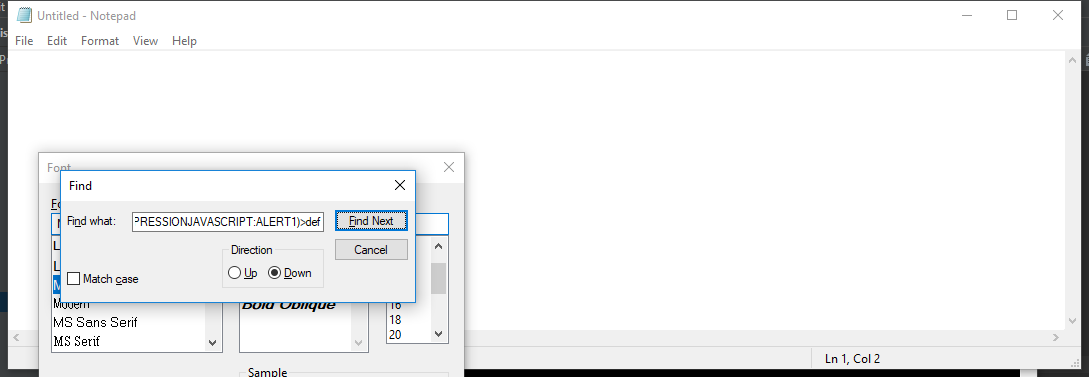 Untitled - Notepad
File Edit Format View Help
Font
Find
Find what: PRESSIONJAVASCRIPT:ALERT1)>def Find Next
Cancel
Direction
Up Down
Match case
Modern
Bold Oblique
16
MS Sans Serif
18
MS Serif
20
Ln 1, Col 2
Sample